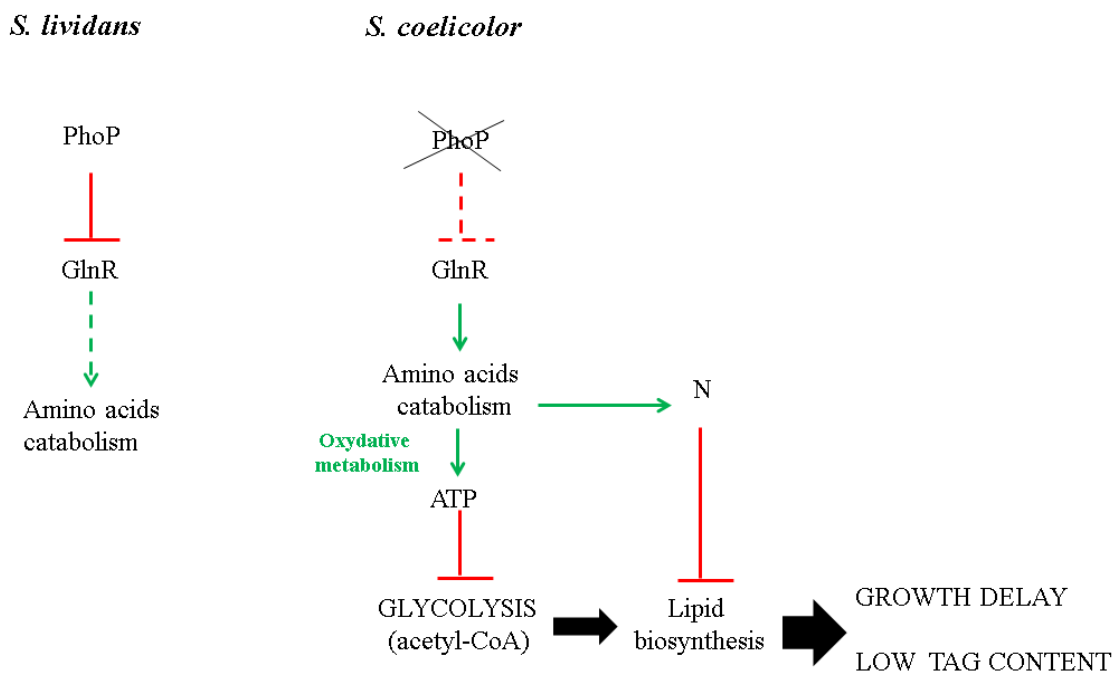 S. lividans
S. coelicolor
PhoP
PhoP
GlnR
GlnR
Amino acids
catabolism
Amino acids
catabolism
N
Oxydative
metabolism
ATP
GLYCOLYSIS
(acetyl-CoA)
Lipid
biosynthesis
GROWTH DELAY
LOW TAG CONTENT